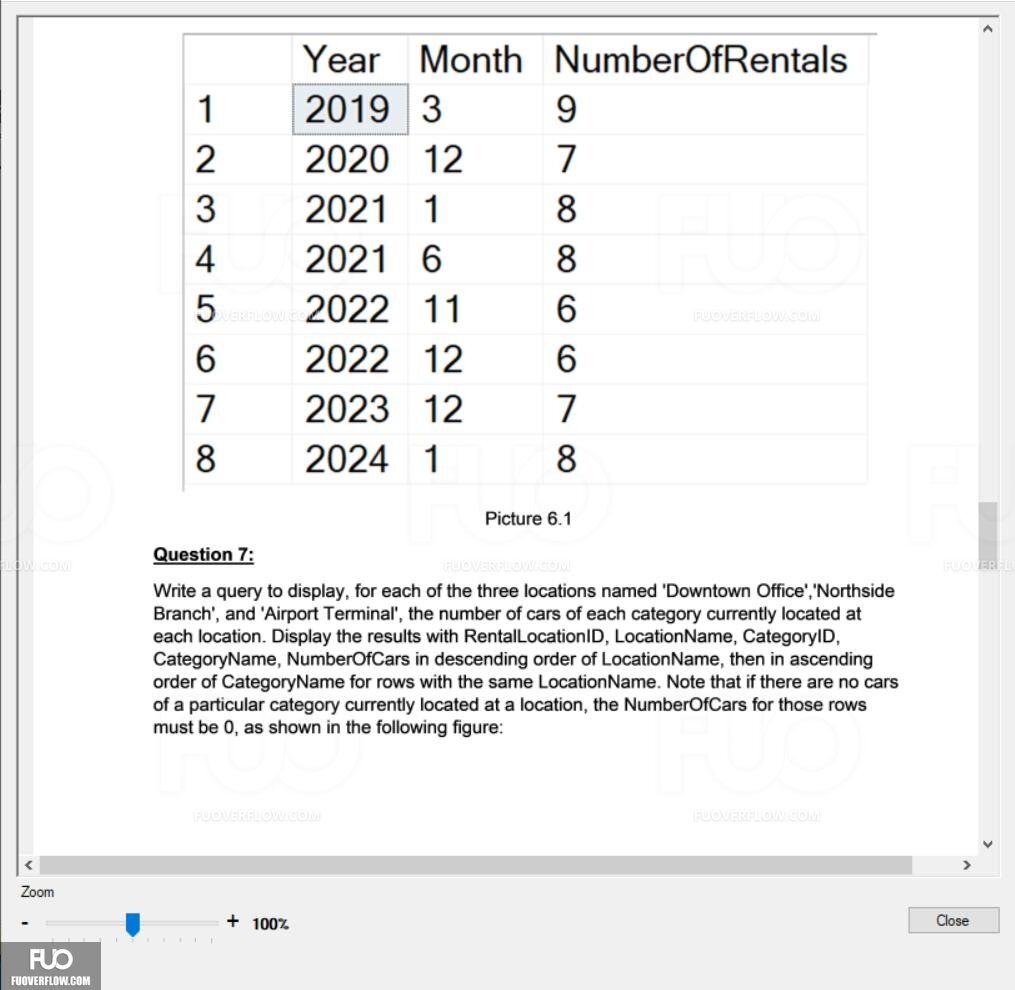 Year Month NumberOfRentals
1 2019 3 9
2 2020 12 7
3 2021 1 8
4 2021 6 8
5 2022 11 6
6 2022 12 6
7 2023 12 7
8 2024 1 8
Picture 6.1
Question 7:
Write a query to display, for each of the three locations named 'Downtown Office','Northside
Branch', and 'Airport Terminal', the number of cars of each category currently located at
each location. Display the results with RentalLocationID, LocationName, CategoryID,
CategoryName, NumberOfCars in descending order of LocationName, then in ascending
order of CategoryName for rows with the same LocationName. Note that if there are no cars
of a particular category currently located at a location, the NumberOfCars for those rows
must be 0, as shown in the following figure:
FUOVERFLOW.COM FUOVERFLOW.COM
Zoom
- + 100%
Close
FUO
FUOVERFLOW.COM